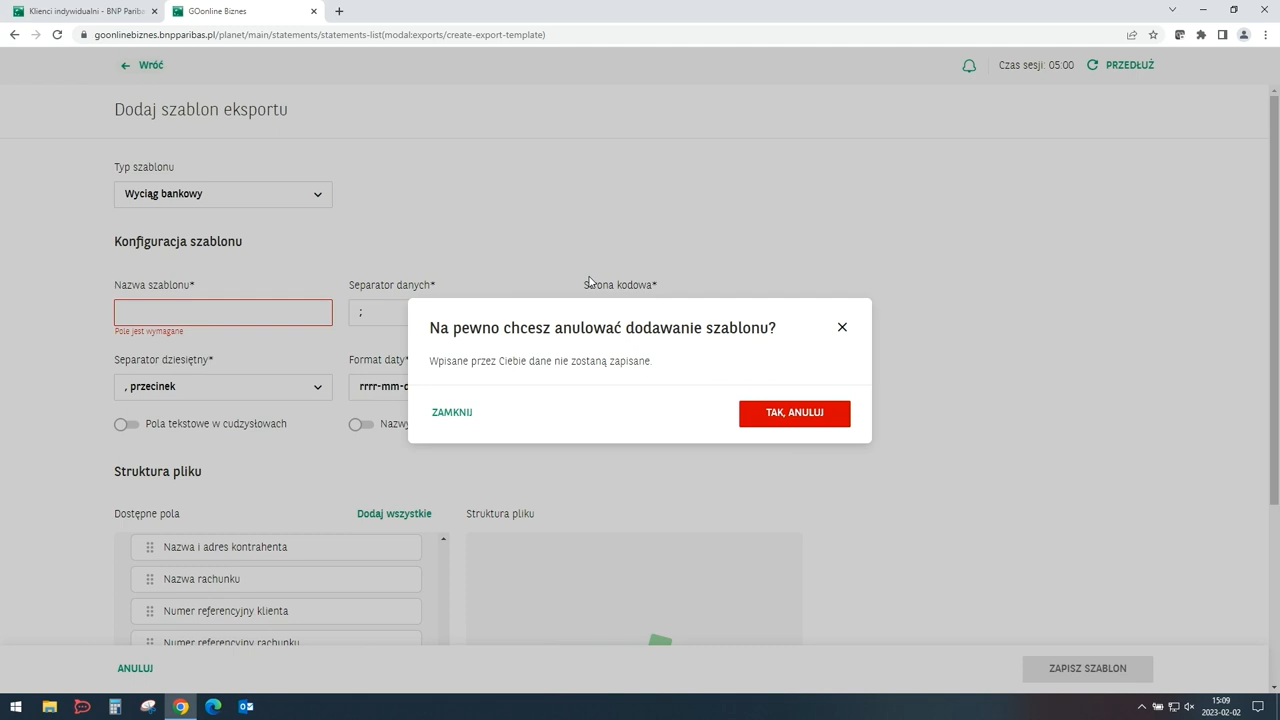 Klienci indywidualni - BNP Pariba
GOonline Biznes
goonlinebiznes.bnpparibas.pl/planet/main/statements/statements-list(modal:exports/create-export-template)
Wróć
Czas sesji: 05:00
PRZEDŁUŻ
Dodaj szablon eksportu
Typ szablonu
Wyciąg bankowy
Konfiguracja szablonu
Nazwa szablonu*
Separator danych*
Strona kodowa*
;
Pole jest wymagane
Na pewno chcesz anulować dodawanie szablonu?
Wpisane przez Ciebie dane nie zostaną zapisane.
ZAMKNIJ
TAK, ANULUJ
Separator dziesiętny*
Format daty*
, przecinek
rrrr-mm-d
Pola tekstowe w cudzysłowach
Nazwy
Struktura pliku
Dostępne pola
Dodaj wszystkie
Struktura pliku
Nazwa i adres kontrahenta
Nazwa rachunku
Numer referencyjny klienta
Numer referencyjny rachunku
ANULUJ
ZAPISZ SZABLON
15:09
2023-02-02